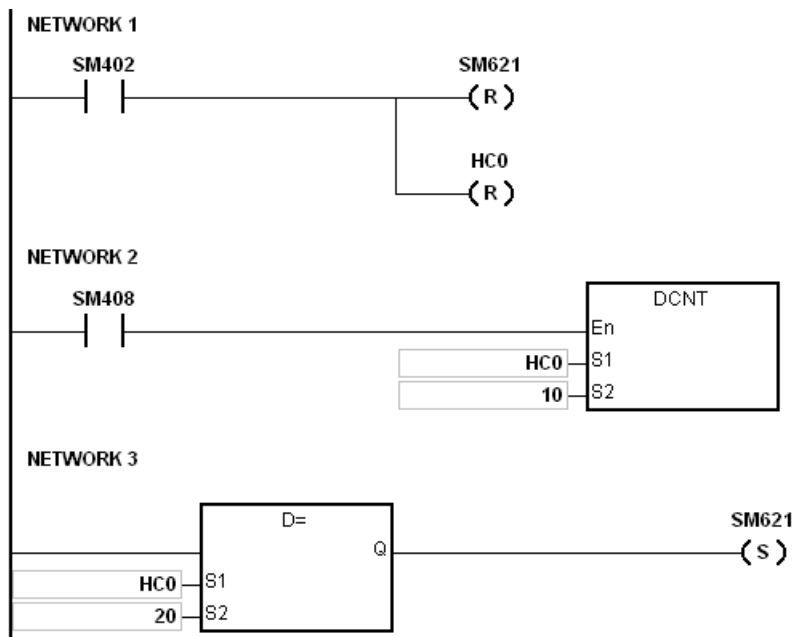 NETWORK 1
SM402
SM621
( R )
HC0
( R )
NETWORK 2
SM408
DCNT
En
HC0 S1
10 S2
NETWORK 3
D=
SM621
Q
( S )
HC0 S1
20 S2